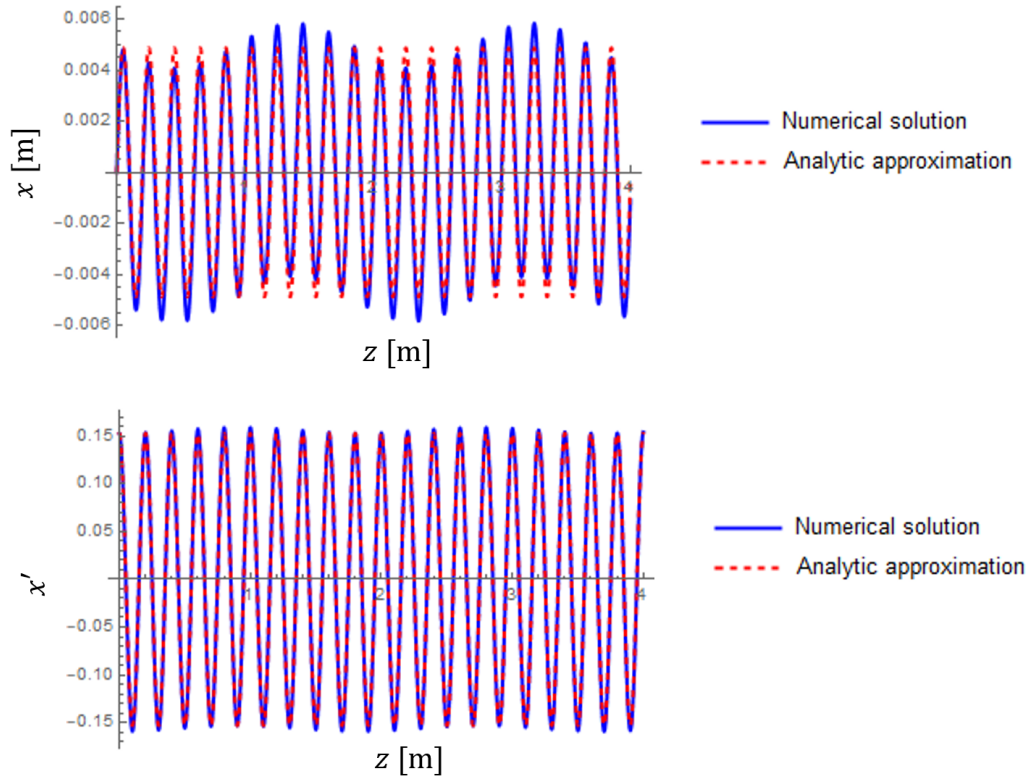 0.006
0.004
0.002
−0.002
−0.004
−0.006
x [m]
1
2
3
4
z [m]
Numerical solution
Analytic approximation
0.15
0.10
0.05
−0.05
−0.10
−0.15
x′
1
2
3
4
z [m]
Numerical solution
Analytic approximation